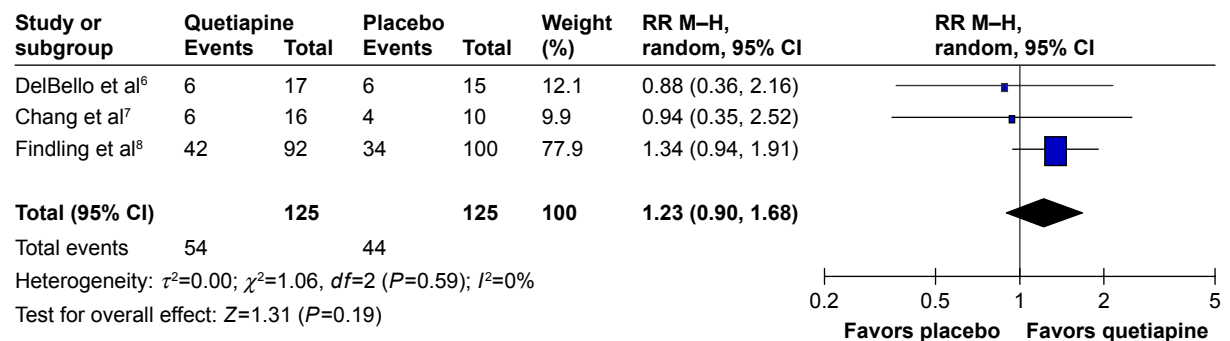 Study or subgroup Quetiapine Placebo Weight (%) RR M–H, random, 95% CI RR M–H, random, 95% CI
Events Total Events Total
DelBello et al⁶ 6 17 6 15 12.1 0.88 (0.36, 2.16)
Chang et al⁷ 6 16 4 10 9.9 0.94 (0.35, 2.52)
Findling et al⁸ 42 92 34 100 77.9 1.34 (0.94, 1.91)
Total (95% CI) 125 125 100 1.23 (0.90, 1.68)
Total events 54 44
Heterogeneity: τ²=0.00; χ²=1.06, df=2 (P=0.59); I²=0%
Test for overall effect: Z=1.31 (P=0.19)
0.2 0.5 1 2 5
Favors placebo Favors quetiapine